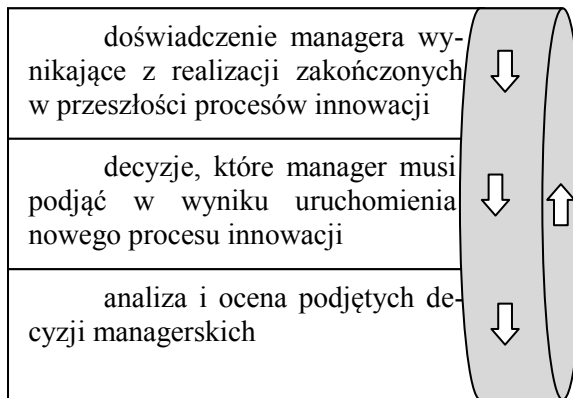 doświadczenie managera wy-
nikające z realizacji zakończonych
w przeszłości procesów innowacji
decyzje, które manager musi
podjąć w wyniku uruchomienia
nowego procesu innowacji
analiza i ocena podjętych de-
cyzji managerskich